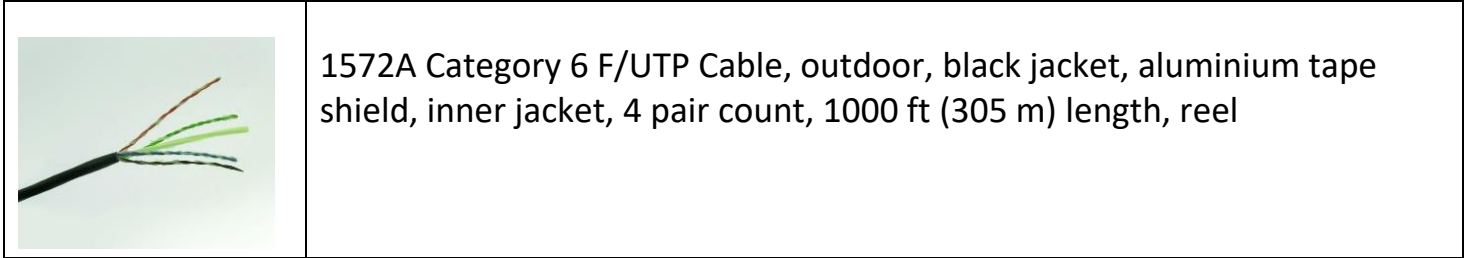 1572A Category 6 F/UTP Cable, outdoor, black jacket, aluminium tape
shield, inner jacket, 4 pair count, 1000 ft (305 m) length, reel